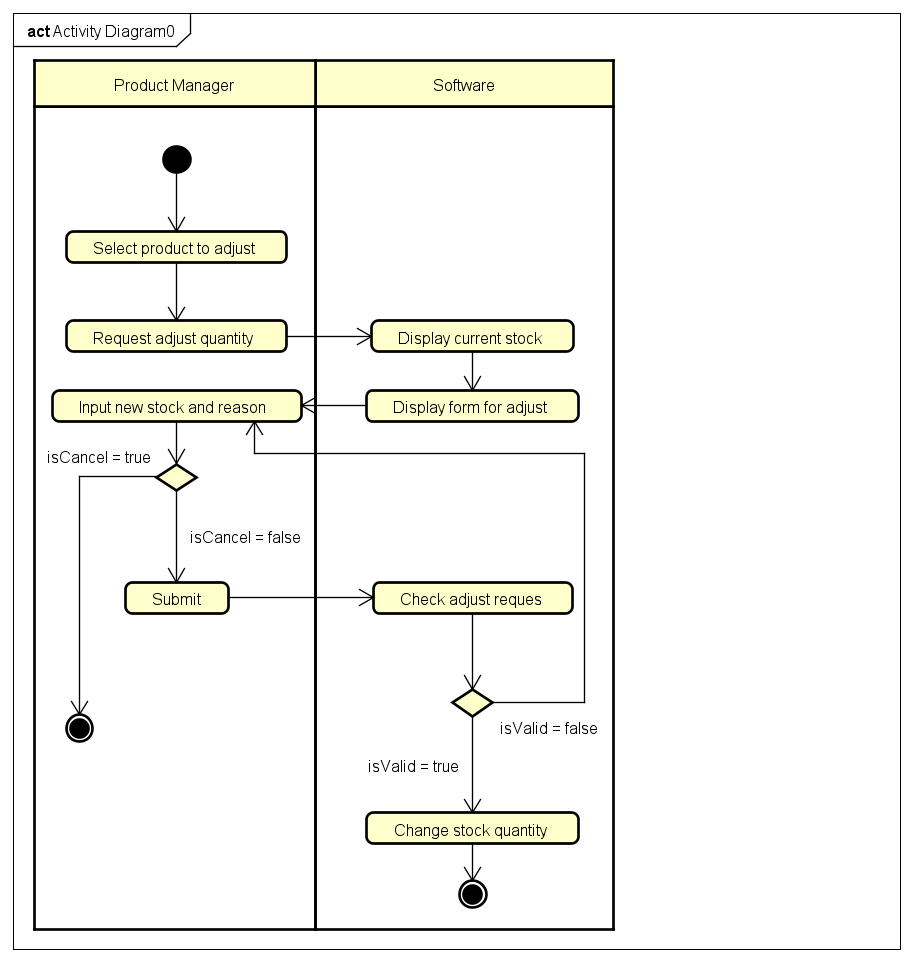 act Activity Diagram0
Product Manager
Software
Select product to adjust
Request adjust quantity
Display current stock
Input new stock and reason
Display form for adjust
isCancel = true
isCancel = false
Submit
Check adjust reques
isValid = false
isValid = true
Change stock quantity